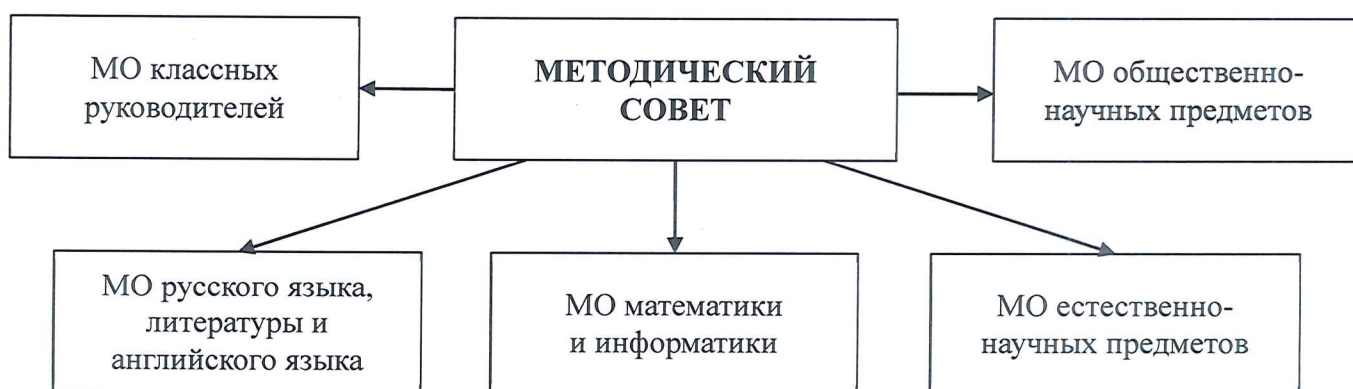 МО классных
руководителей
МЕТОДИЧЕСКИЙ
СОВЕТ
МО общественно-
научных предметов
МО русского языка,
литературы и
английского языка
МО математики
и информатики
МО естественно-
научных предметов